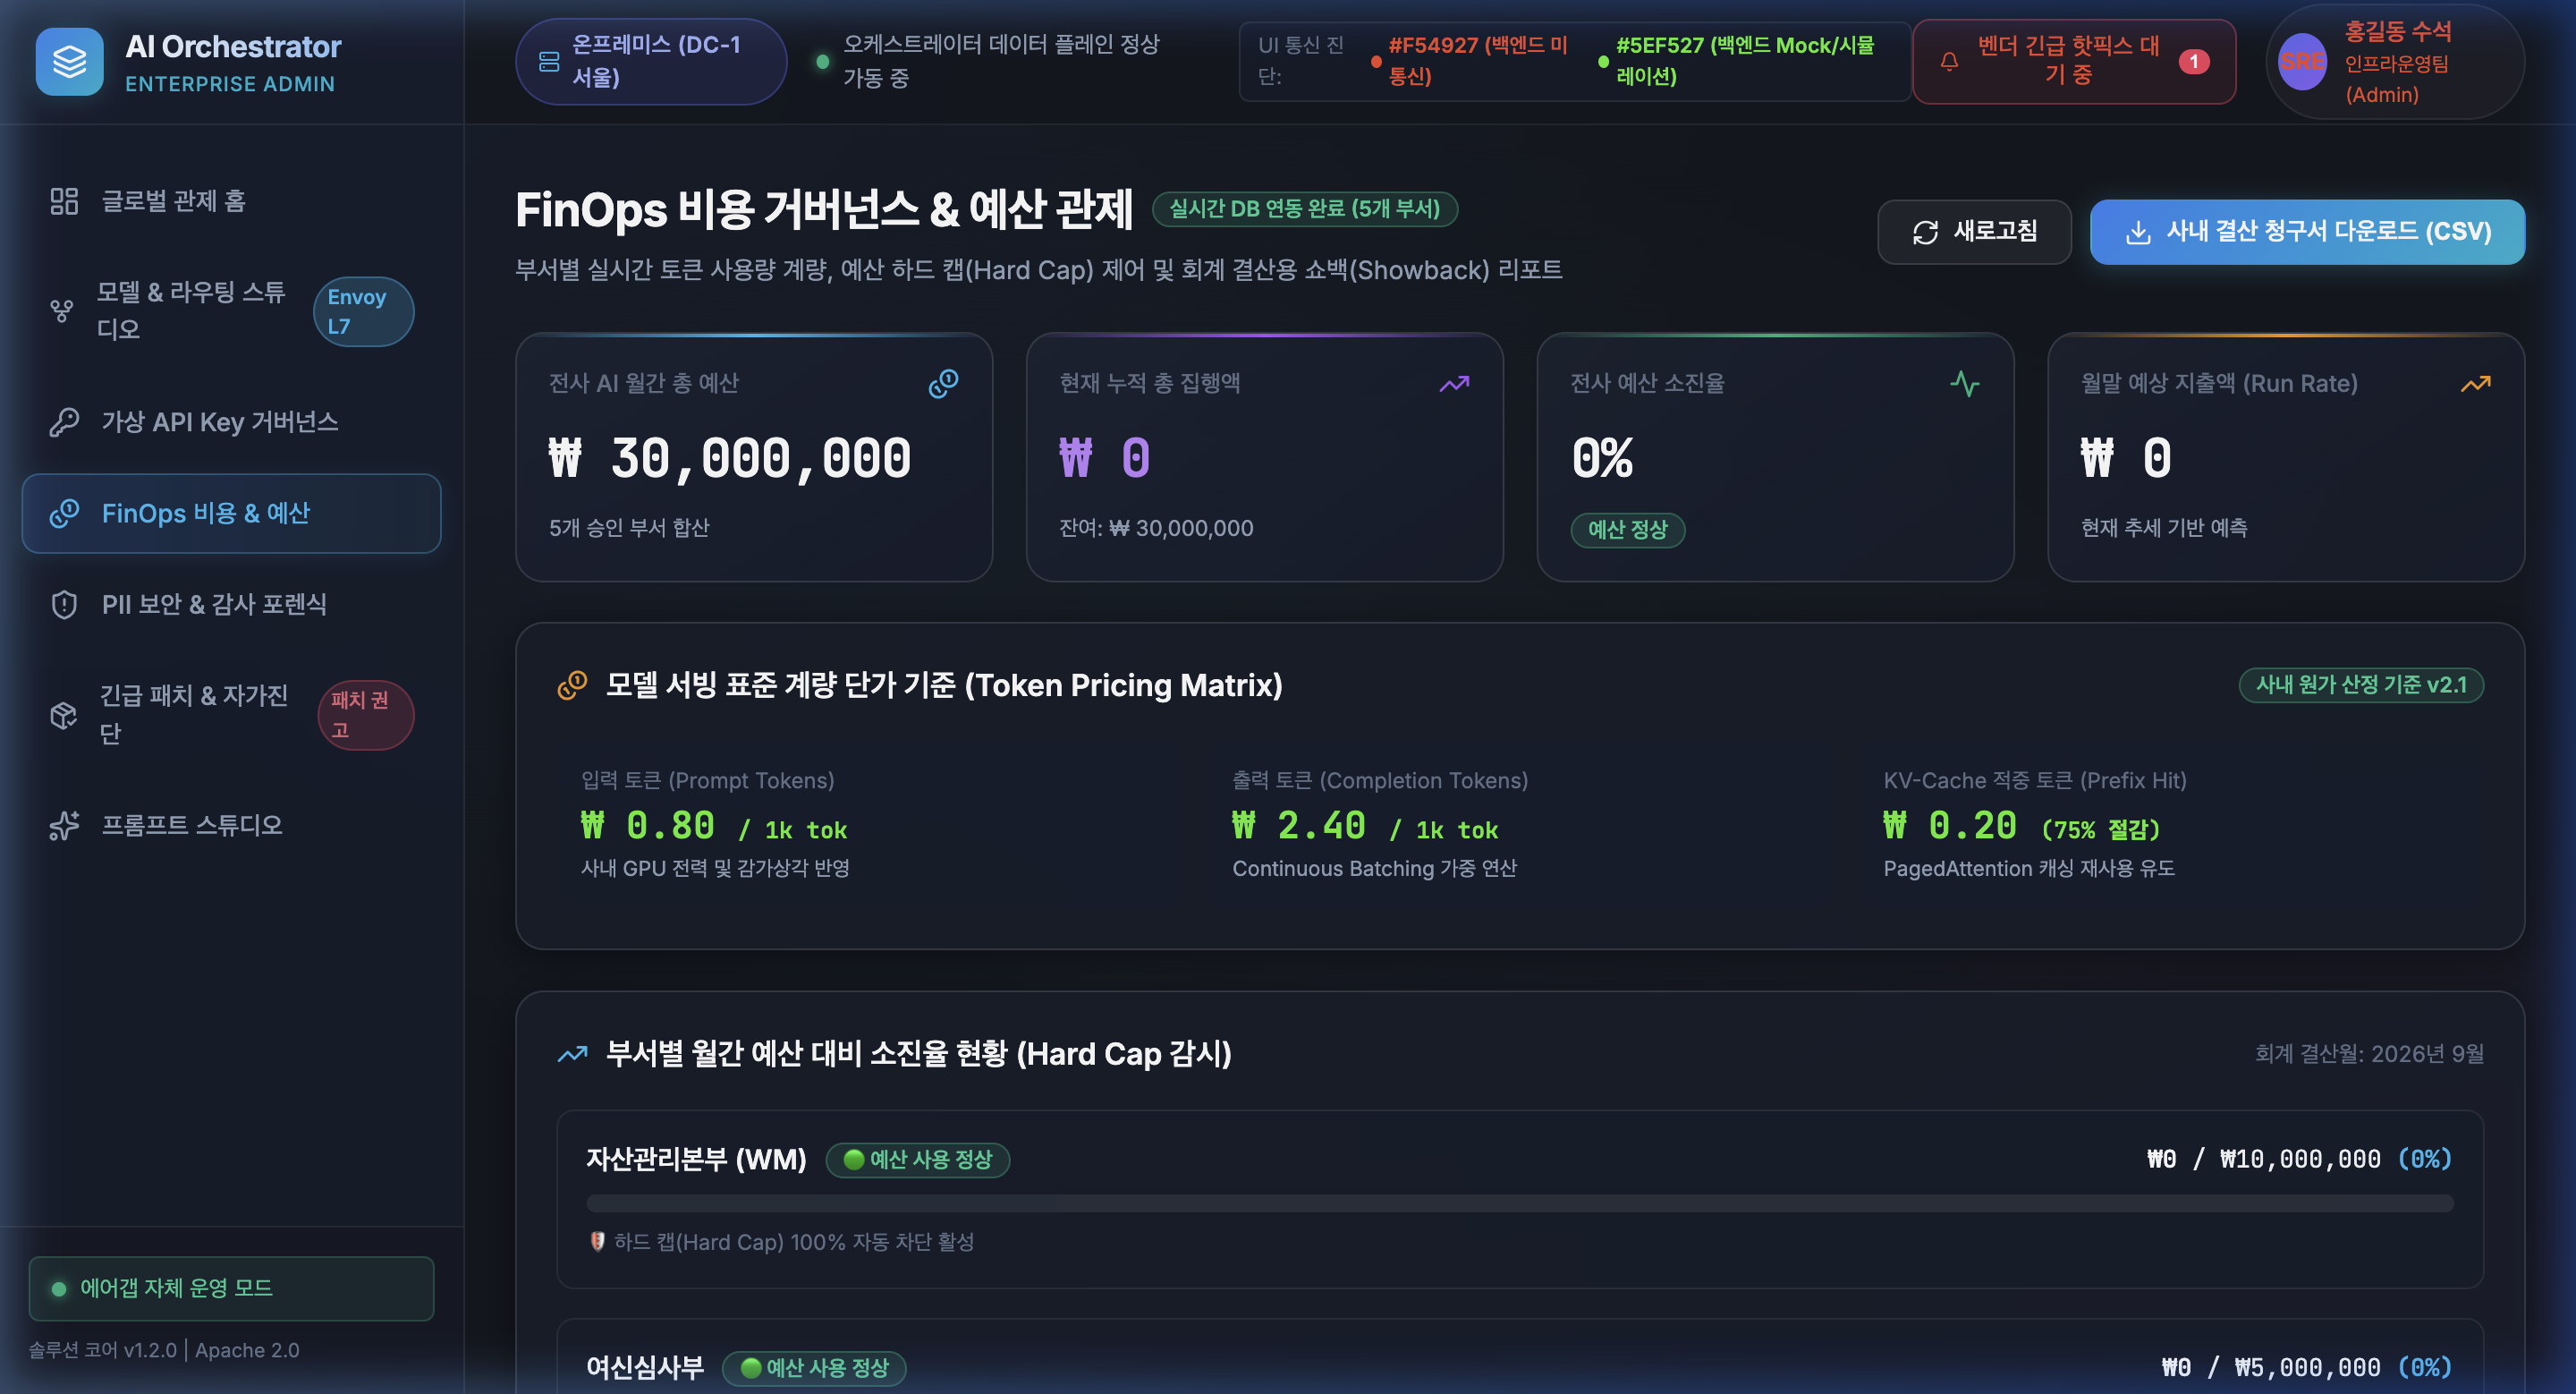 AI Orchestrator
ENTERPRISE ADMIN
온프레미스 (DC-1
서울)
오케스트레이터 데이터 플레인 정상
가동 중
UI 통신 진
단:
#F54927 (백엔드 미
통신)
#5EF527 (백엔드 Mock/시뮬
레이션)
벤더 긴급 핫픽스 대
기 중
1
SRE
홍길동 수석
인프라운영팀
(Admin)
글로벌 관제 홈
모델 & 라우팅 스튜
디오
Envoy
L7
가상 API Key 거버넌스
FinOps 비용 & 예산
PII 보안 & 감사 포렌식
긴급 패치 & 자가진
단
패치 권
고
프롬프트 스튜디오
에어갭 자체 운영 모드
솔루션 코어 v1.2.0 | Apache 2.0
FinOps 비용 거버넌스 & 예산 관제
실시간 DB 연동 완료 (5개 부서)
부서별 실시간 토큰 사용량 계량, 예산 하드 캡(Hard Cap) 제어 및 회계 결산용 쇼백(Showback) 리포트
새로고침
사내 결산 청구서 다운로드 (CSV)
전사 AI 월간 총 예산
₩ 30,000,000
5개 승인 부서 합산
현재 누적 총 집행액
₩ 0
잔여: ₩ 30,000,000
전사 예산 소진율
0%
예산 정상
월말 예상 지출액 (Run Rate)
₩ 0
현재 추세 기반 예측
모델 서빙 표준 계량 단가 기준 (Token Pricing Matrix)
사내 원가 산정 기준 v2.1
입력 토큰 (Prompt Tokens)
₩ 0.80 / 1k tok
사내 GPU 전력 및 감가상각 반영
출력 토큰 (Completion Tokens)
₩ 2.40 / 1k tok
Continuous Batching 가중 연산
KV-Cache 적중 토큰 (Prefix Hit)
₩ 0.20 (75% 절감)
PagedAttention 캐싱 재사용 유도
부서별 월간 예산 대비 소진율 현황 (Hard Cap 감시)
회계 결산월: 2026년 9월
자산관리본부 (WM)
예산 사용 정상
₩0 / ₩10,000,000 (0%)
하드 캡(Hard Cap) 100% 자동 차단 활성
여신심사부
예산 사용 정상
₩0 / ₩5,000,000 (0%)